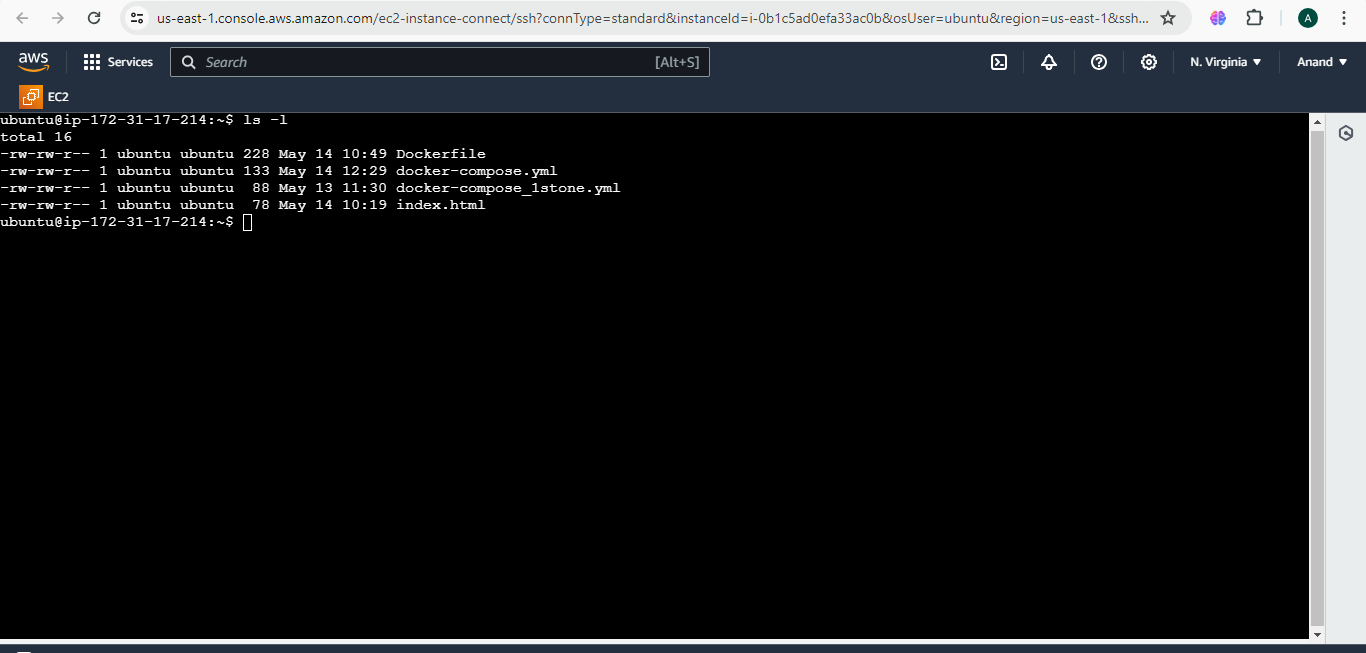 us-east-1.console.aws.amazon.com/ec2-instance-connect/ssh?connType=standard&instanceId=i-0b1c5ad0efa33ac0b&osUser=ubuntu&region=us-east-1&ssh...
A
aws Services Search [Alt+S] N. Virginia Anand
EC2
ubuntu@ip-172-31-17-214:~$ ls -l
total 16
-rw-rw-r-- 1 ubuntu ubuntu 228 May 14 10:49 Dockerfile
-rw-rw-r-- 1 ubuntu ubuntu 133 May 14 12:29 docker-compose.yml
-rw-rw-r-- 1 ubuntu ubuntu  88 May 13 11:30 docker-compose_1stone.yml
-rw-rw-r-- 1 ubuntu ubuntu  78 May 14 10:19 index.html
ubuntu@ip-172-31-17-214:~$